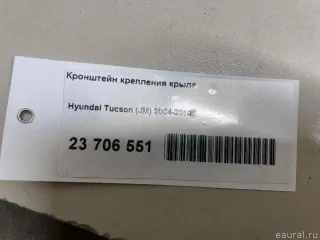 Кронштейн крепления крыла
Hyundai Tucson (JM) 2004-2010
23 706 551
eaural.ru